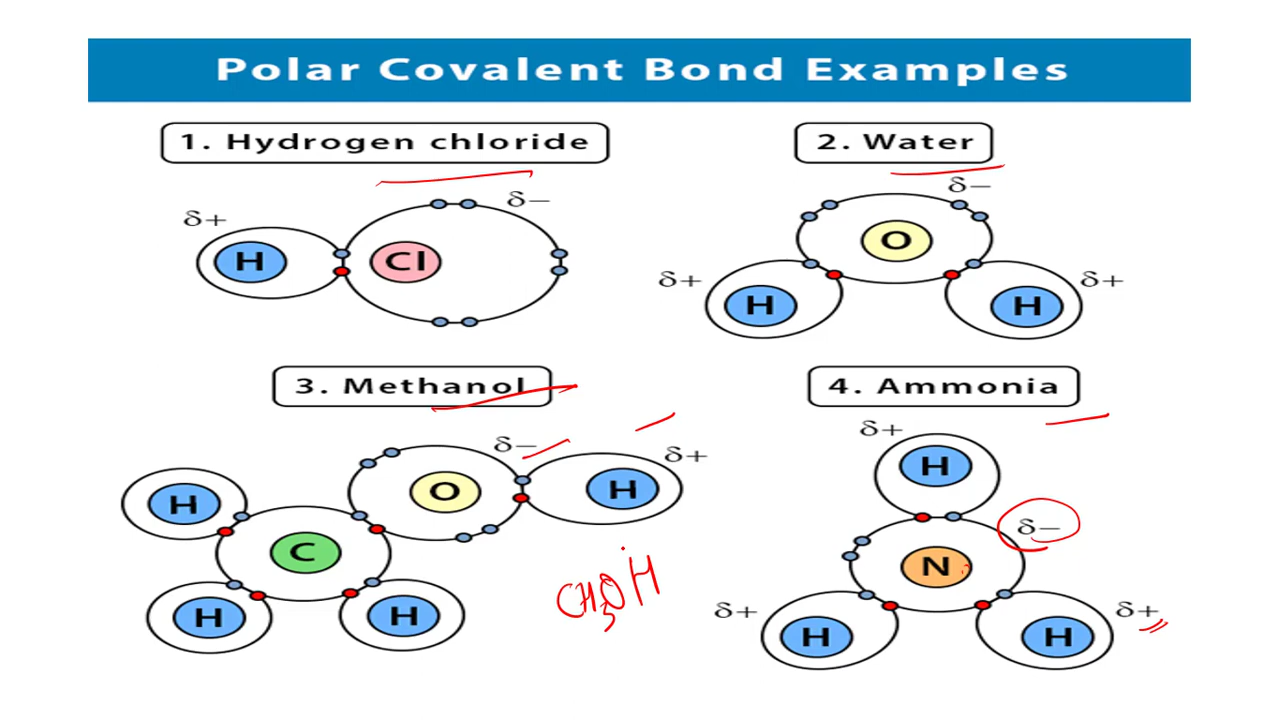 Polar Covalent Bond Examples
1. Hydrogen chloride
δ+
δ−
H
Cl
2. Water
δ−
O
δ+
δ+
H
H
3. Methanol
δ−
δ+
H
O
H
C
H
H
CH3OH
4. Ammonia
δ+
H
δ−
N
δ+
δ+
H
H